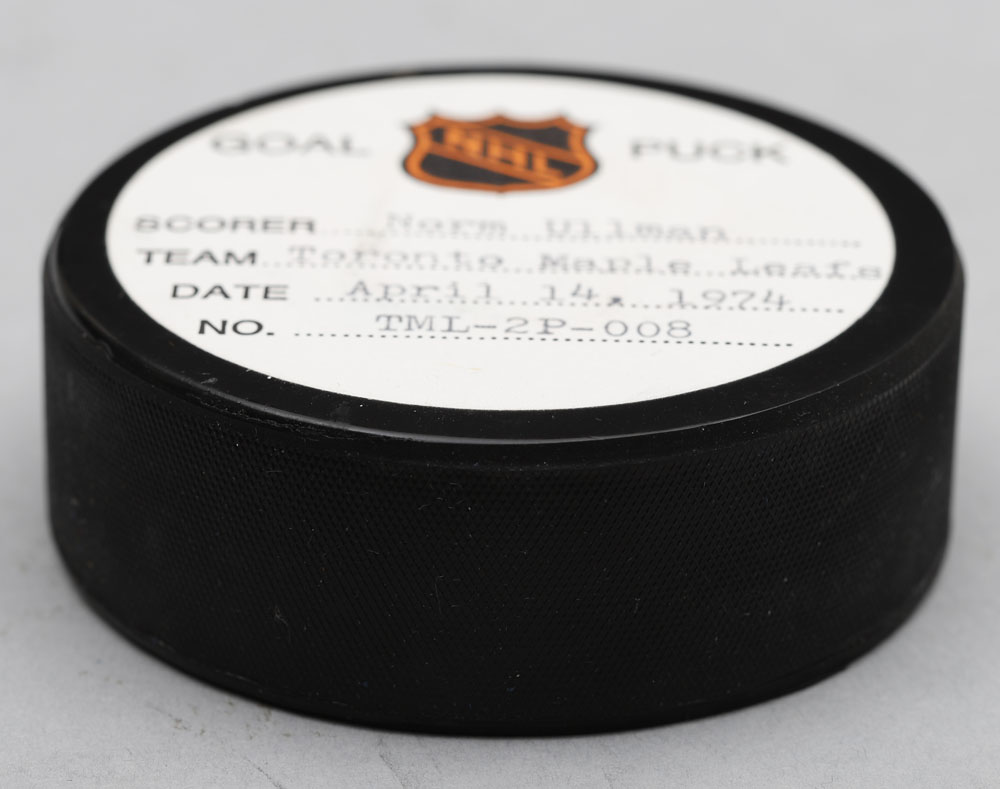 GOAL NHL PUCK
SCORER Norm Ullman
TEAM Toronto Maple Leafs
DATE April 14, 1974
NO. TML-2P-008